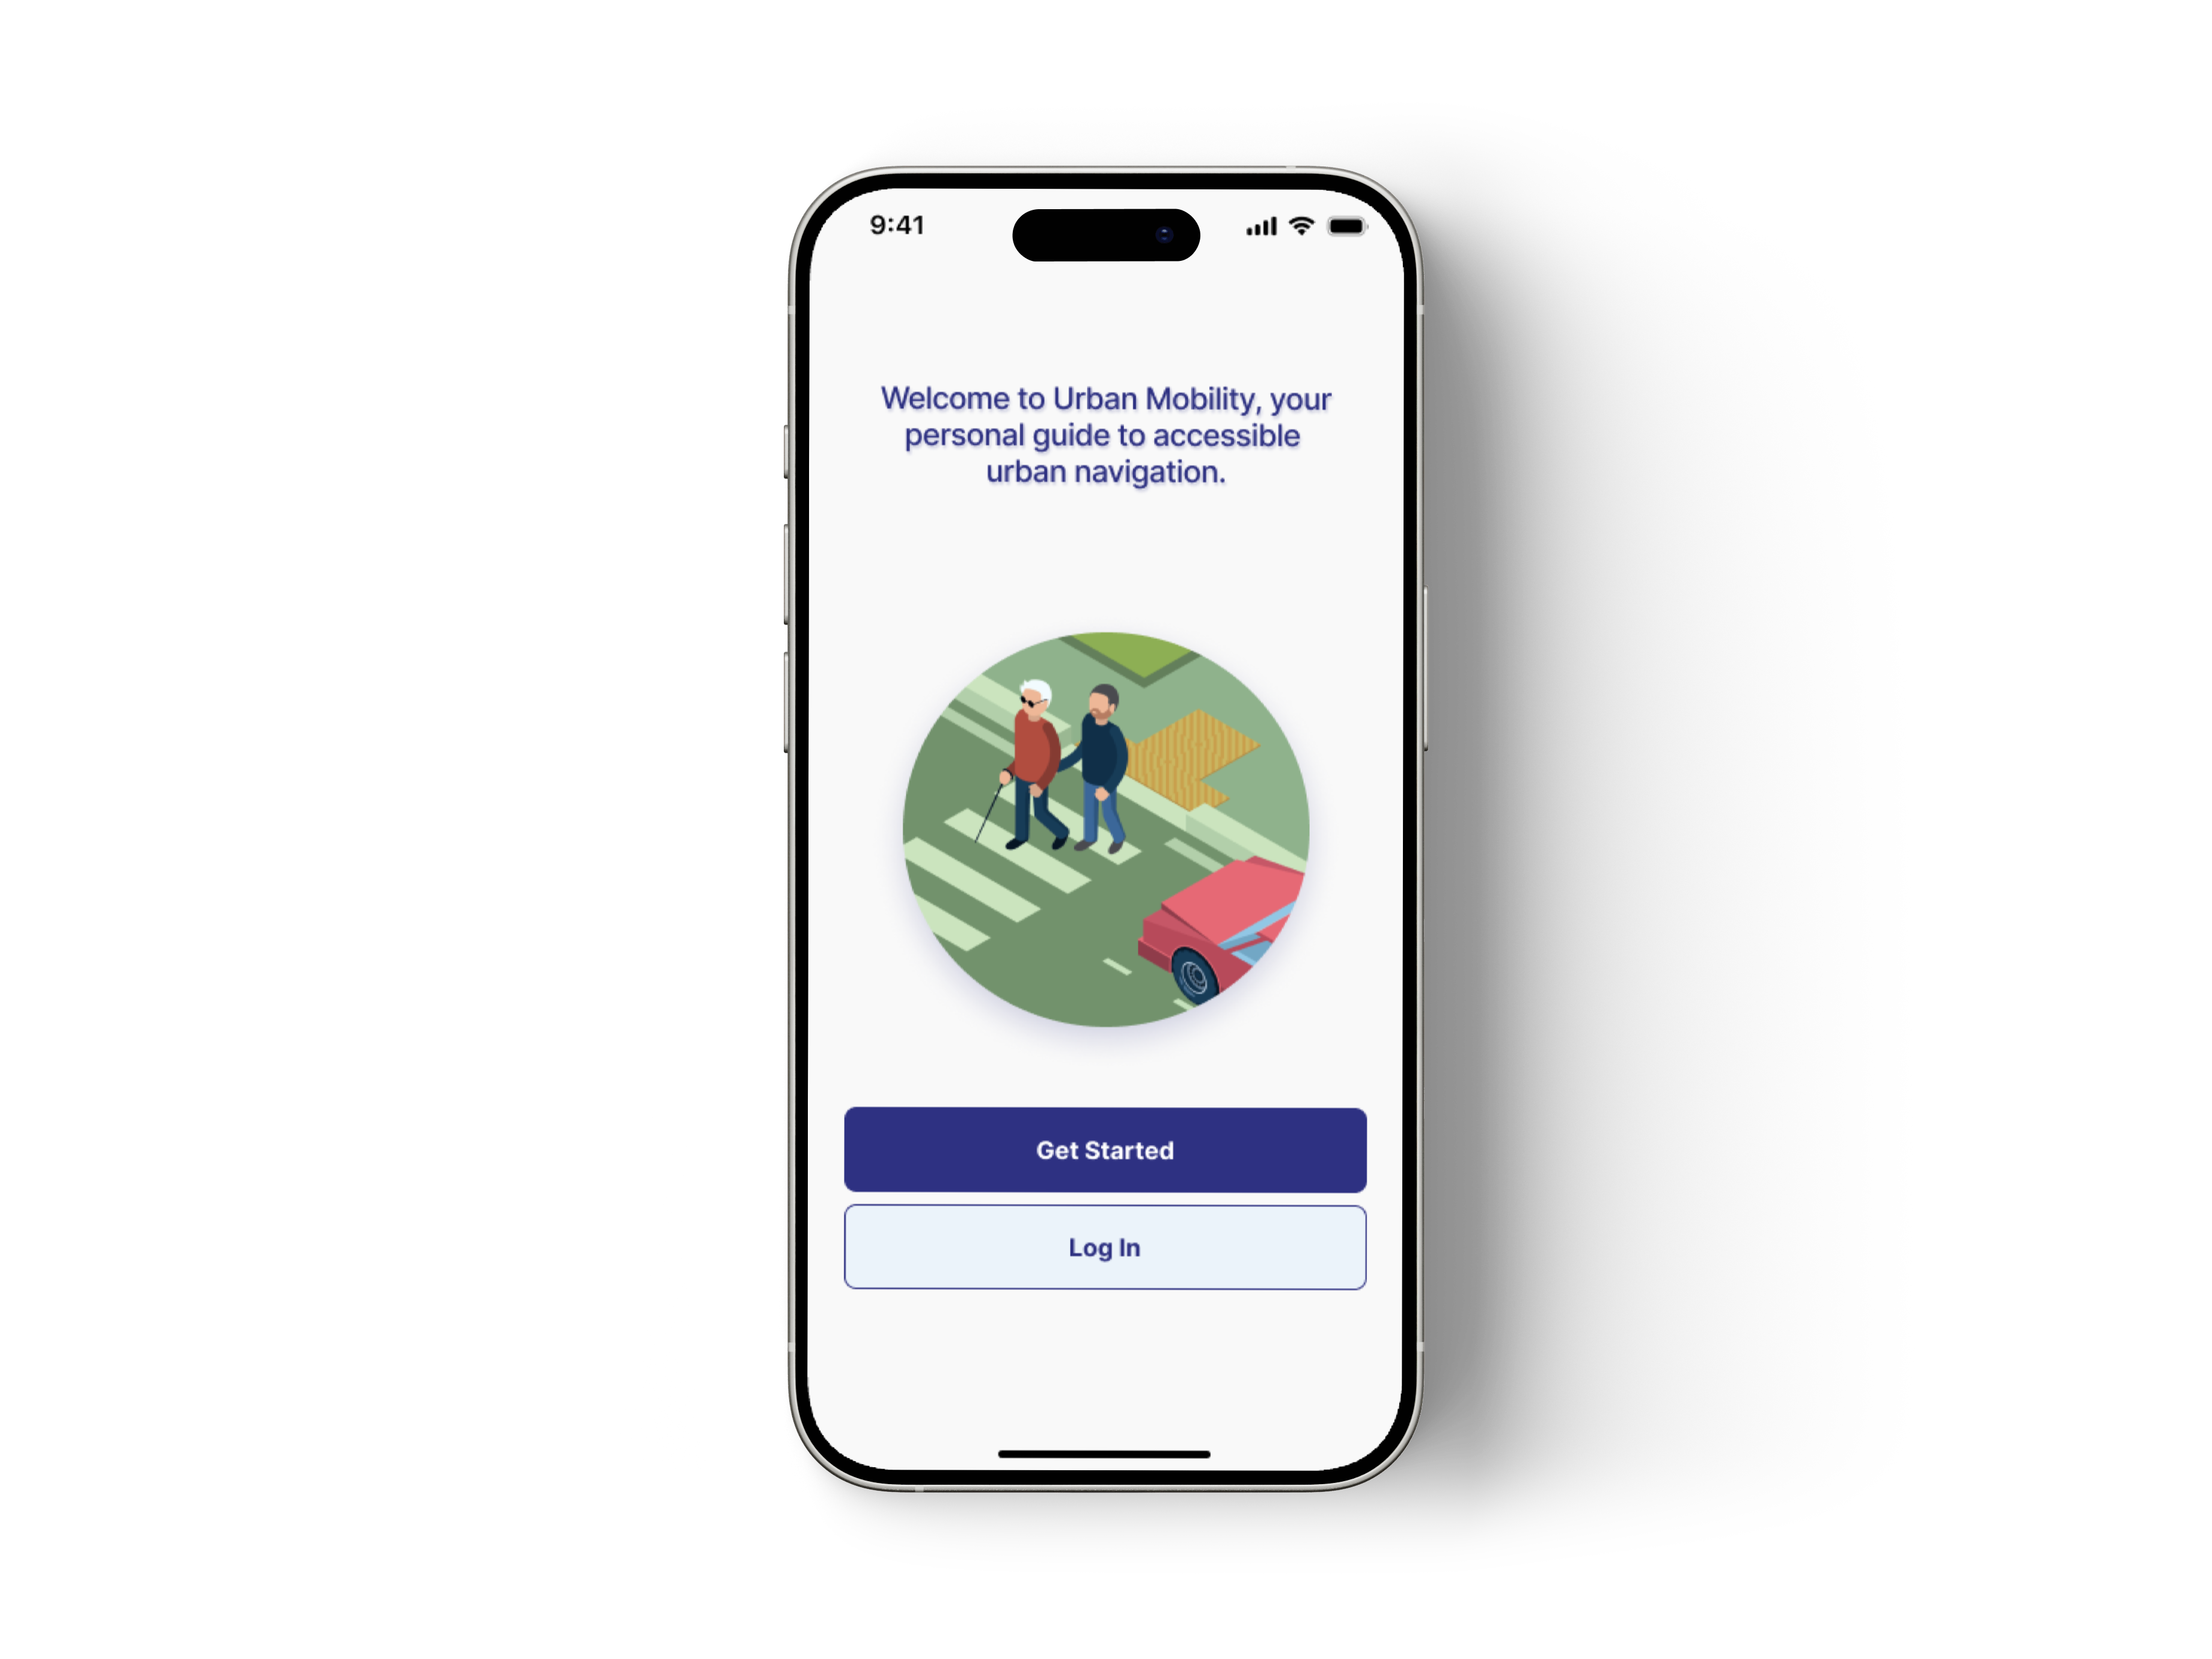 9:41
Welcome to Urban Mobility, your
personal guide to accessible
urban navigation.
Get Started
Log In